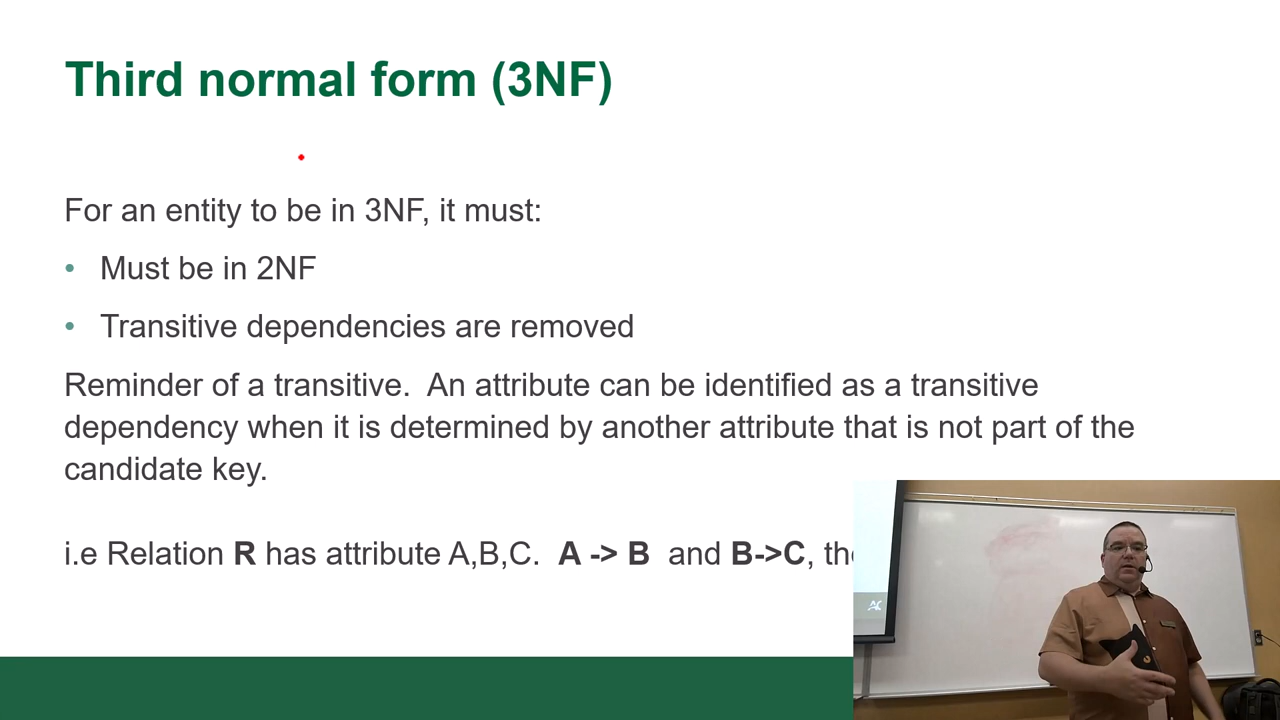 Third normal form (3NF)
For an entity to be in 3NF, it must:
• Must be in 2NF
• Transitive dependencies are removed
Reminder of a transitive.  An attribute can be identified as a transitive
dependency when it is determined by another attribute that is not part of the
candidate key.
i.e Relation R has attribute A,B,C.  A -> B  and B->C,